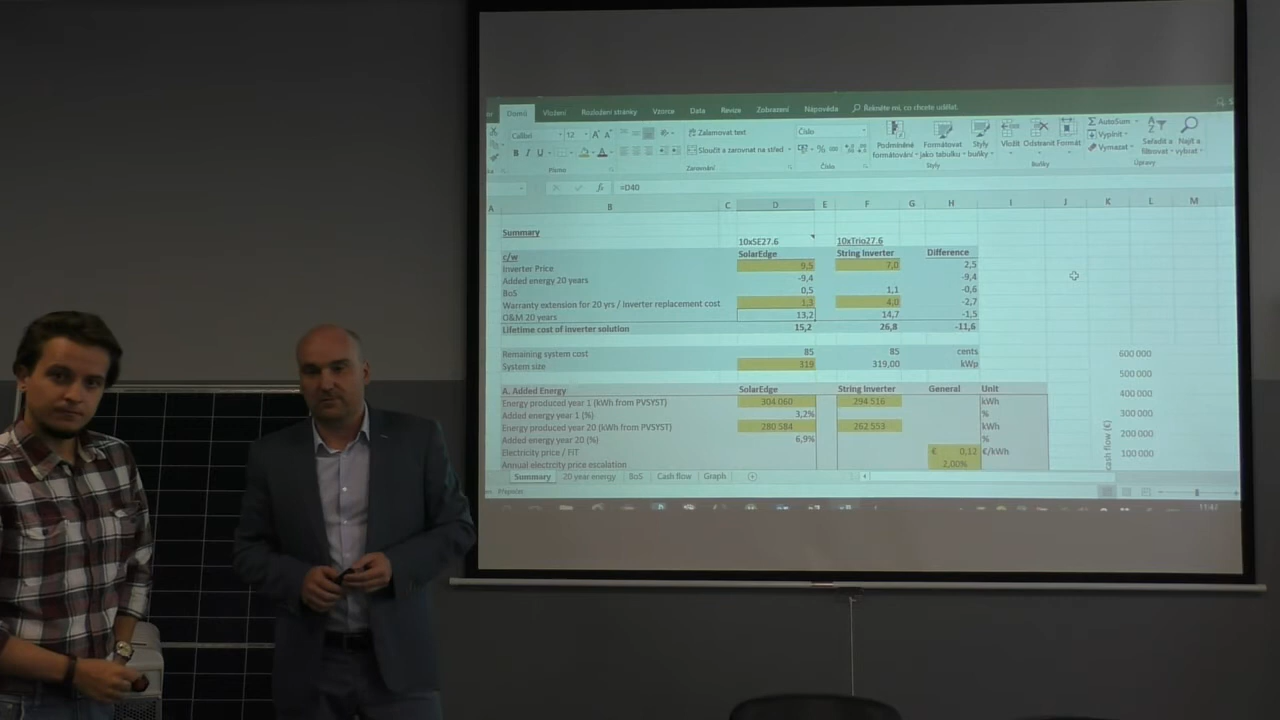 Domů Vložení Rozložení stránky Vzorce Data Revize Zobrazení Nápověda Řekněte mi, co chcete udělat.
Calibri 12 Zalamovat text Číslo AutoSum
Vyplnit
Podmíněné formátování Formátovat jako tabulku Styly buňky Vložit Odstranit Formát Seřadit a filtrovat Najít a vybrat
B I U Sloučit a zarovnat na střed % Vymazat
Písmo Zarovnání Číslo Styly Buňky Úpravy
fx =D40
A B C D E F G H I J K L M
Summary
10xSE27.6 10xTrio27.6
c/w SolarEdge String Inverter Difference
Inverter Price 9,5 7,0 2,5
Added energy 20 years -9,4 -9,4
BoS 0,5 1,1 -0,6
Warranty extension for 20 yrs / Inverter replacement cost 1,3 4,0 -2,7
O&M 20 years 13,2 14,7 -1,5
Lifetime cost of inverter solution 15,2 26,8 -11,6
Remaining system cost 85 85 cents
System size 319 319,00 kWp
600 000
500 000
400 000
300 000
200 000
100 000
cash flow (€)
A. Added Energy SolarEdge String Inverter General Unit
Energy produced year 1 (kWh from PVSYST) 304 060 294 516 kWh
Added energy year 1 (%) 3,2% %
Energy produced year 20 (kWh from PVSYST) 280 584 262 553 kWh
Added energy year 20 (%) 6,9% %
Electricity price / FIT € 0,12 €/kWh
Annual electrcity price escalation 2,00%
Summary 20 year energy BoS Cash flow Graph
11:47